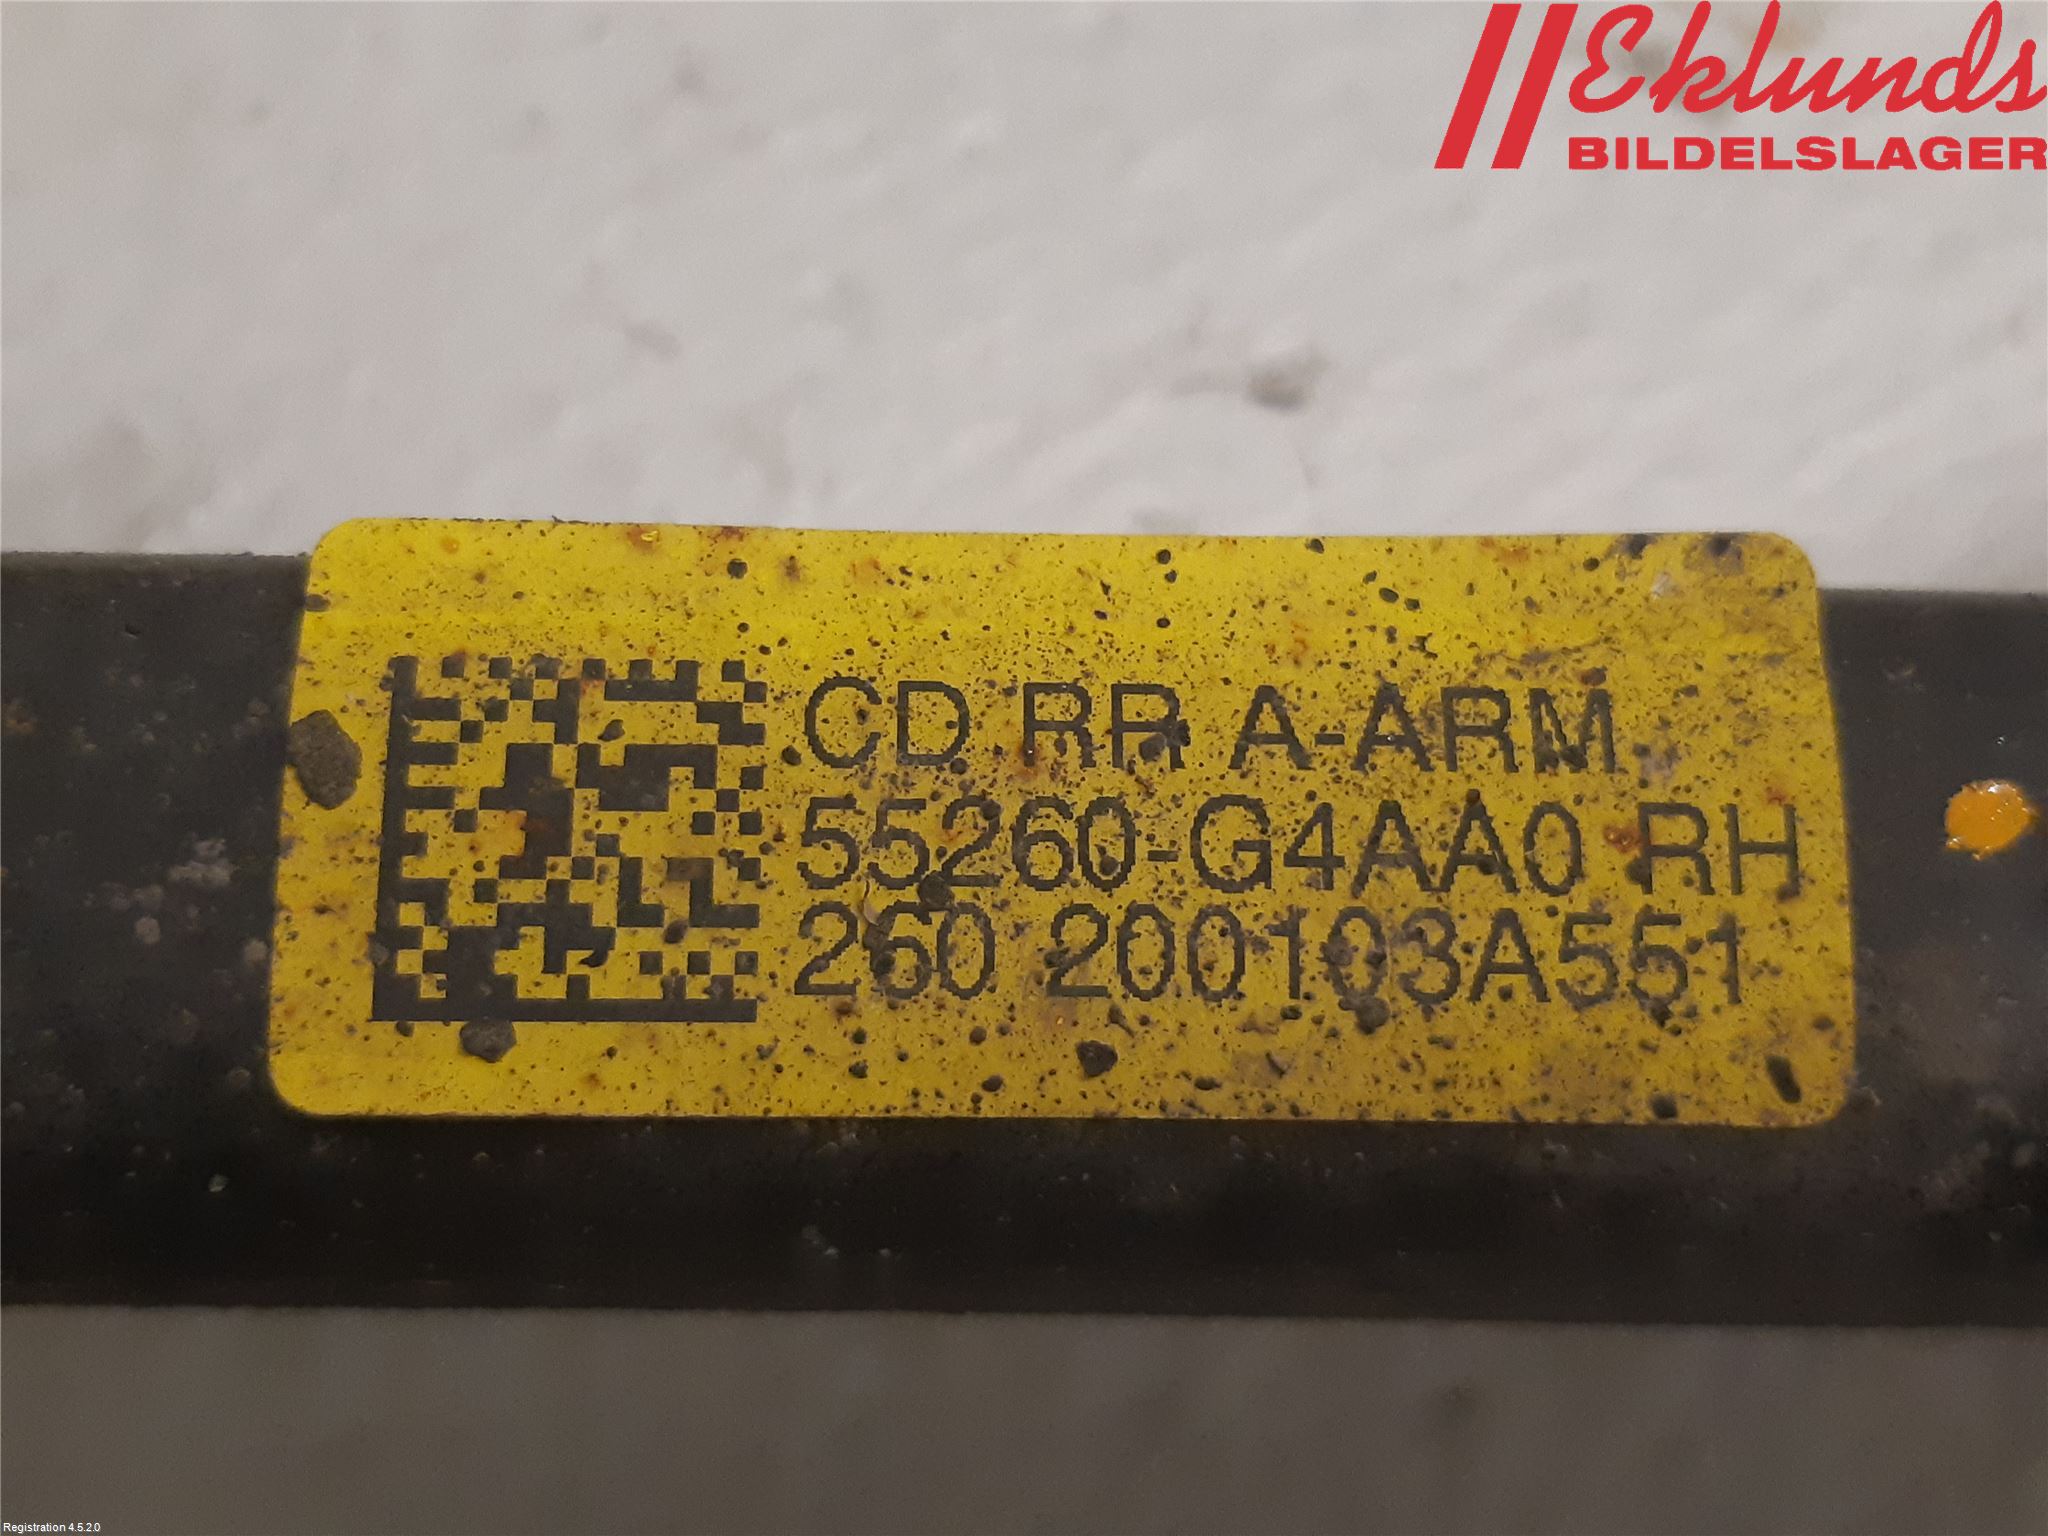 Eklunds
BILDELSLAGER
CD RR A-ARM
55260-G4AA0 RH
260 200103A551
Registration 4.5.2.0